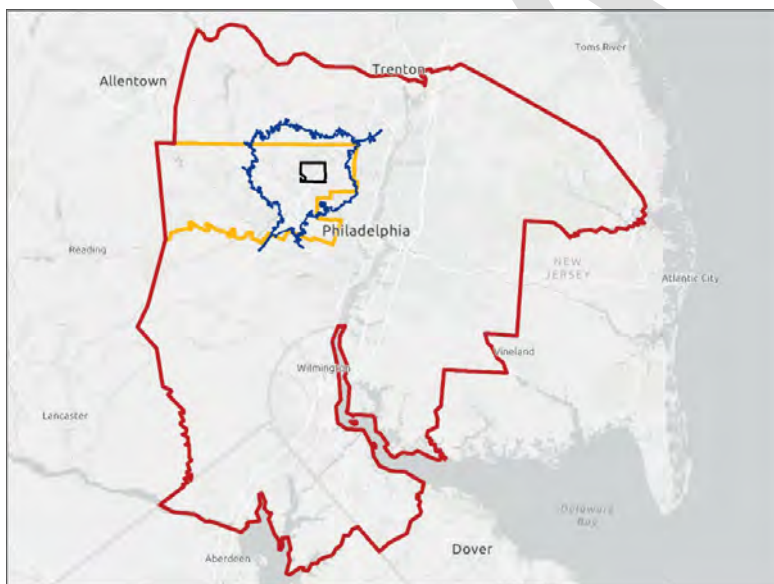 Toms River
Trenton
Allentown
Philadelphia
Reading
NEW
JERSEY
Atlantic City
Vineland
Wilmington
Lancaster
Delaware
Bay
Aberdeen
Dover